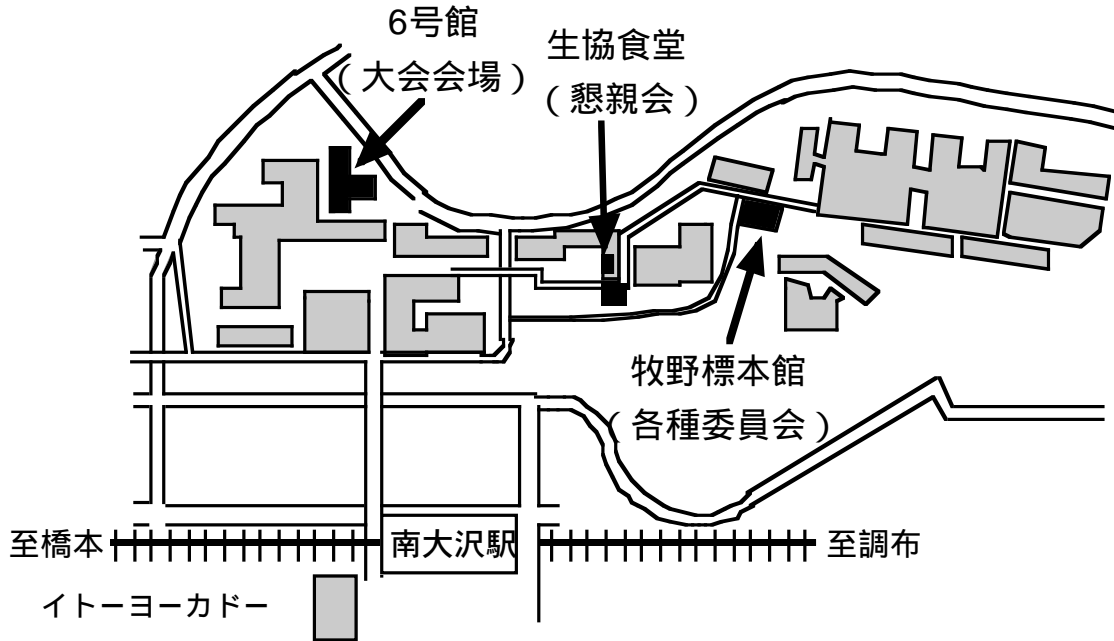 6号館
（大会会場）
生協食堂
（懇親会）
牧野標本館
（各種委員会）
至橋本
南大沢駅
至調布
イトーヨーカドー